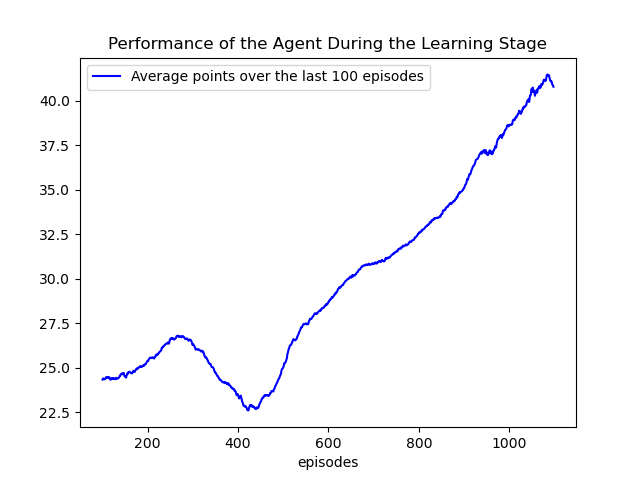 Performance of the Agent During the Learning Stage
Average points over the last 100 episodes
40.0
37.5
35.0
32.5
30.0
27.5
25.0
22.5
200 400 600 800 1000
episodes